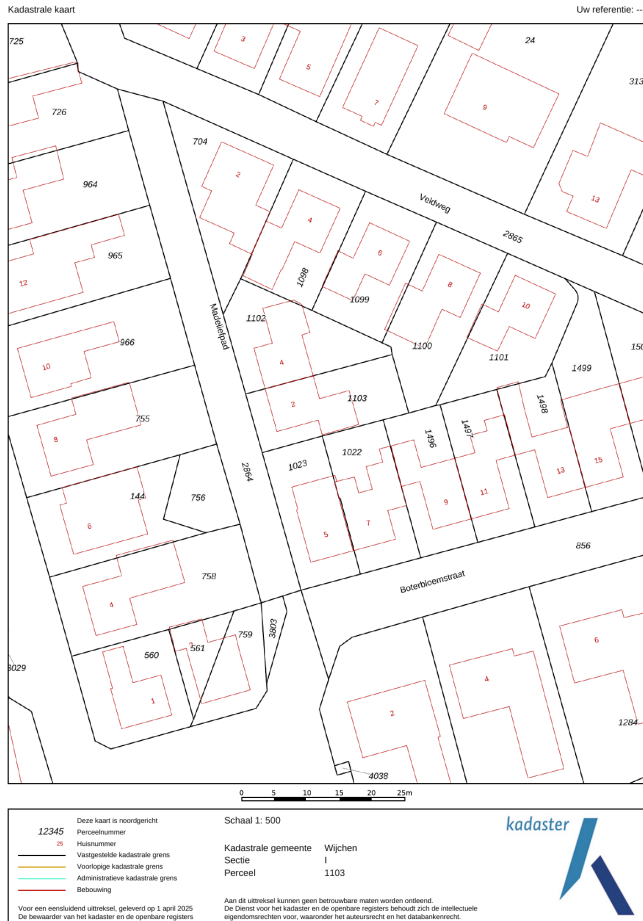 Kadastrale kaart
Uw referentie: --
725
3
5
7
24
9
313
726
704
2
964
13
4
Veldweg
2865
965
6
8
12
1098
1099
10
Madeliefpad
1102
966
1100
1101
1499
150
4
10
2
1103
1498
755
1497
1496
8
1022
1023
2864
15
13
144
756
11
9
6
7
5
856
758
Boterbloemstraat
4
3803
759
561
2
560
6
3029
4
1
2
1284
4038
0 5 10 15 20 25m
Deze kaart is noordgericht
12345 Perceelnummer
25 Huisnummer
Vastgestelde kadastrale grens
Voorlopige kadastrale grens
Administratieve kadastrale grens
Bebouwing
Voor een eensluidend uittreksel, geleverd op 1 april 2025
De bewaarder van het kadaster en de openbare registers
Schaal 1: 500
Kadastrale gemeente Wijchen
Sectie I
Perceel 1103
Aan dit uittreksel kunnen geen betrouwbare maten worden ontleend.
De Dienst voor het kadaster en de openbare registers behoudt zich de intellectuele
eigendomsrechten voor, waaronder het auteursrecht en het databankenrecht.
kadaster